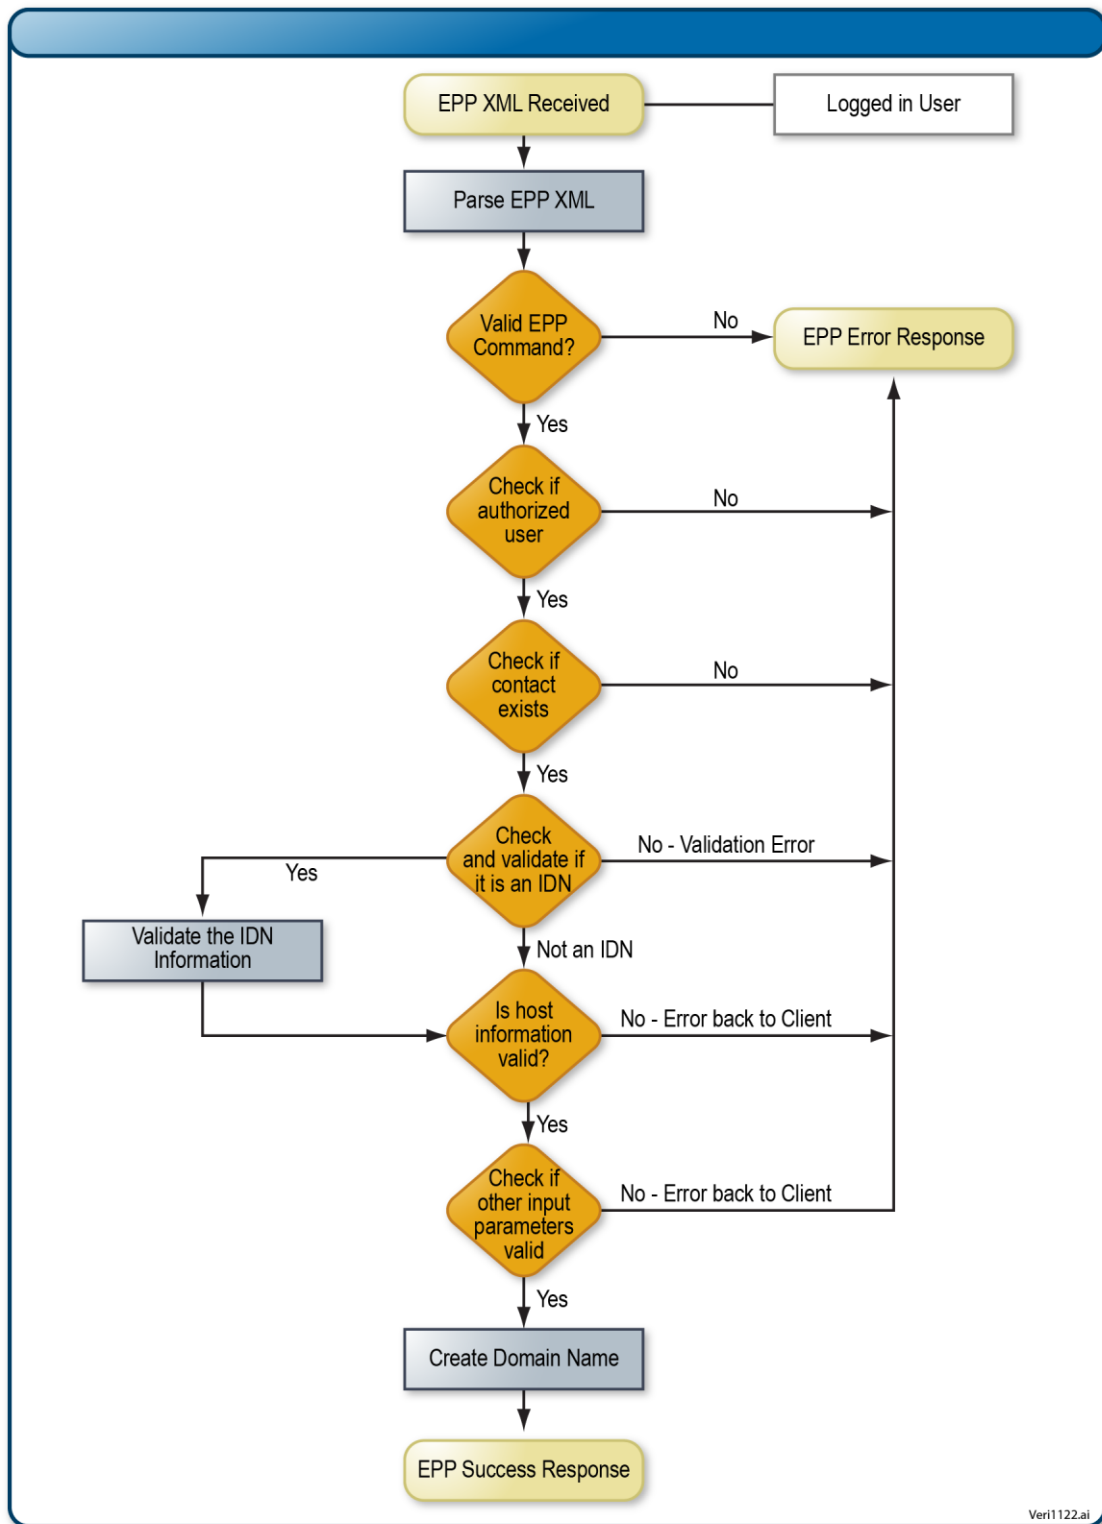 EPP XML Received
Logged in User
Parse EPP XML
Valid EPP
Command?
No
EPP Error Response
Yes
Check if
authorized
user
No
Yes
Check if
contact
exists
No
Yes
Check
and validate if
it is an IDN
No - Validation Error
Yes
Validate the IDN
Information
Not an IDN
Is host
information
valid?
No - Error back to Client
Yes
Check if
other input
parameters
valid
No - Error back to Client
Yes
Create Domain Name
EPP Success Response
Veri1122.ai